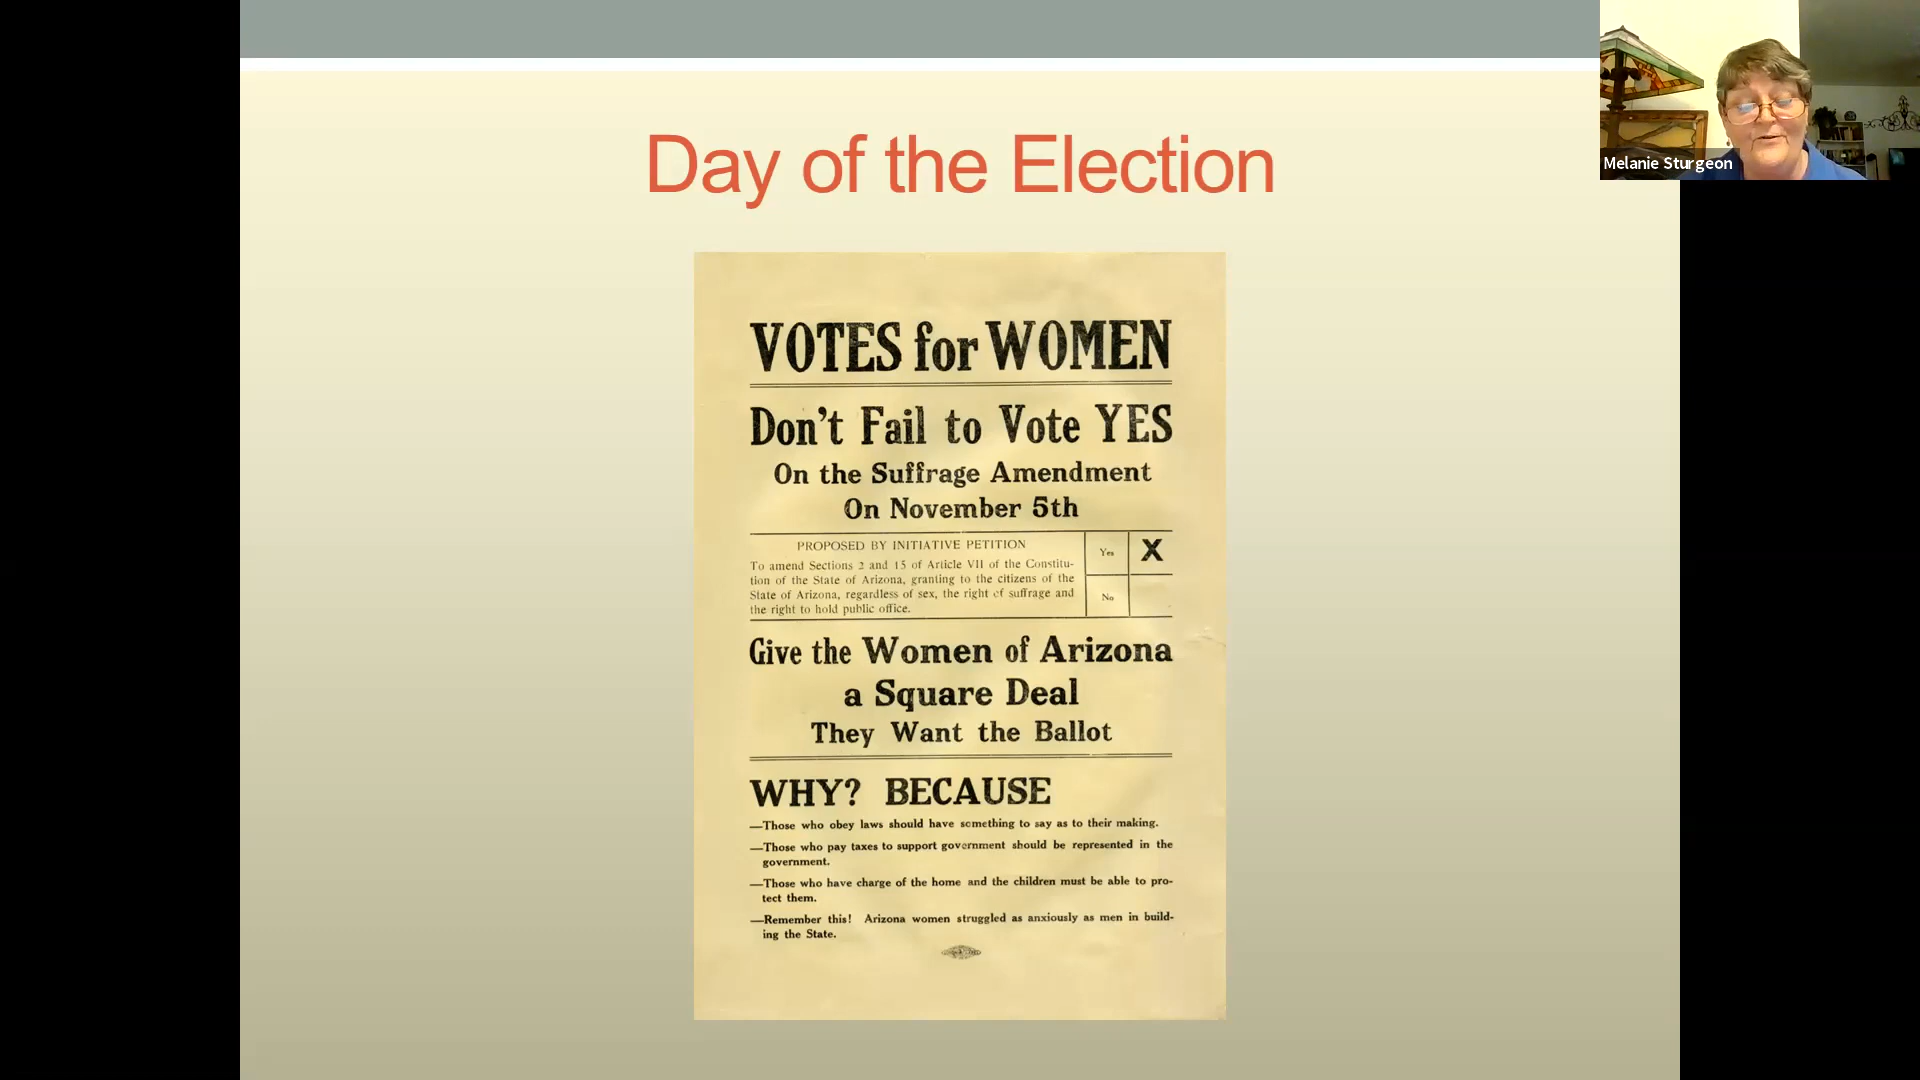 Day of the Election
Melanie Sturgeon
VOTES for WOMEN
Don't Fail to Vote YES
On the Suffrage Amendment
On November 5th
PROPOSED BY INITIATIVE PETITION
To amend Sections 2 and 15 of Article VII of the Constitu-
tion of the State of Arizona, granting to the citizens of the
State of Arizona, regardless of sex, the right of suffrage and
the right to hold public office.
Yes X
No
Give the Women of Arizona
a Square Deal
They Want the Ballot
WHY? BECAUSE
—Those who obey laws should have something to say as to their making.
—Those who pay taxes to support government should be represented in the
government.
—Those who have charge of the home and the children must be able to pro-
tect them.
—Remember this! Arizona women struggled as anxiously as men in build-
ing the State.